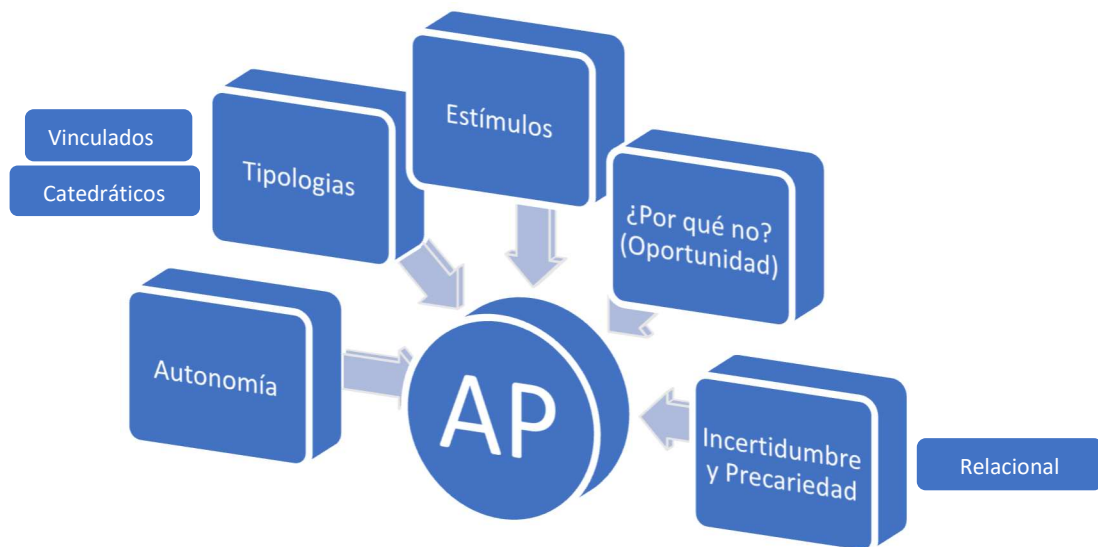 Estímulos
Vinculados
Catedráticos
Tipologias
¿Por qué no?
(Oportunidad)
Autonomía
AP
Incertidumbre
y Precariedad
Relacional